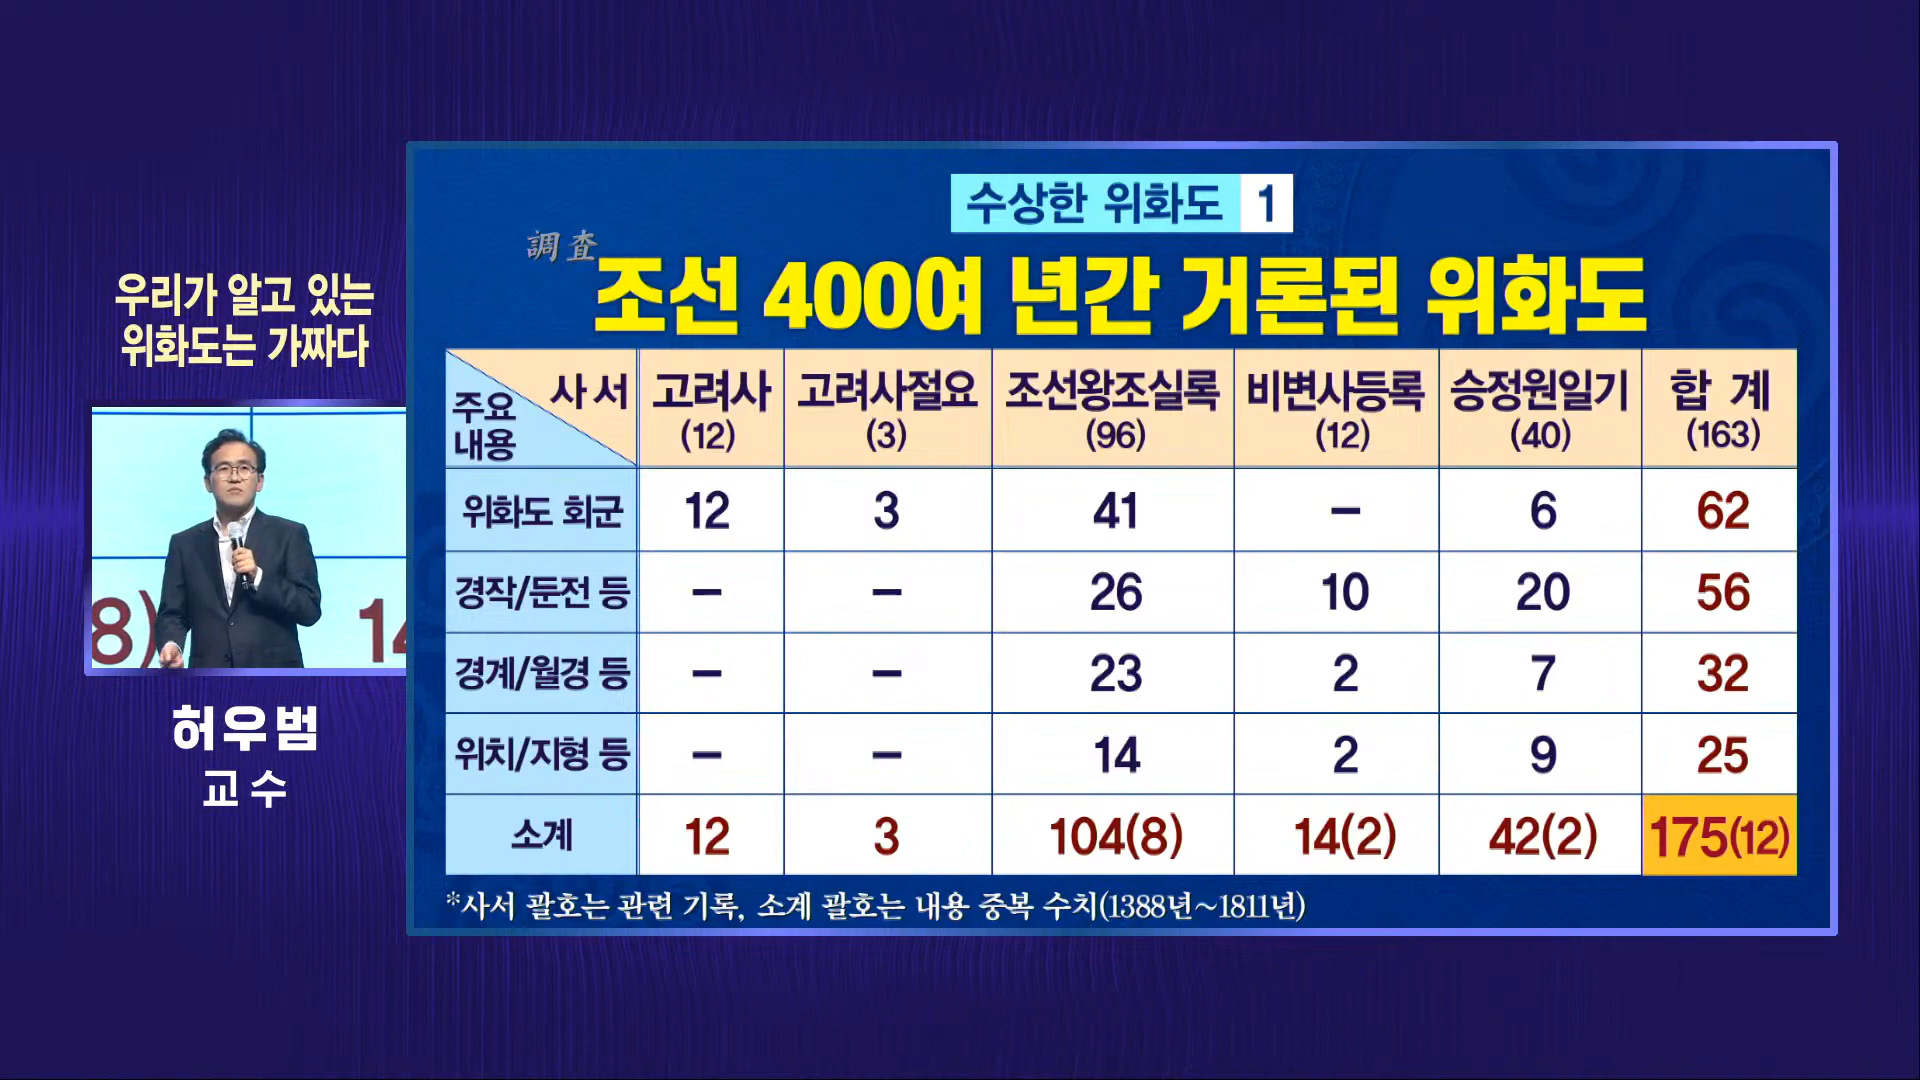 우리가 알고 있는
위화도는 가짜다
8) 14
허우범
교수
수상한 위화도 1
調査
조선 400여 년간 거론된 위화도
주요 내용 사서 고려사 (12) 고려사절요 (3) 조선왕조실록 (96) 비변사등록 (12) 승정원일기 (40) 합계 (163)
위화도 회군 12 3 41 – 6 62
경작/둔전 등 – – 26 10 20 56
경계/월경 등 – – 23 2 7 32
위치/지형 등 – – 14 2 9 25
소계 12 3 104(8) 14(2) 42(2) 175(12)
*사서 괄호는 관련 기록, 소계 괄호는 내용 중복 수치(1388년~1811년)